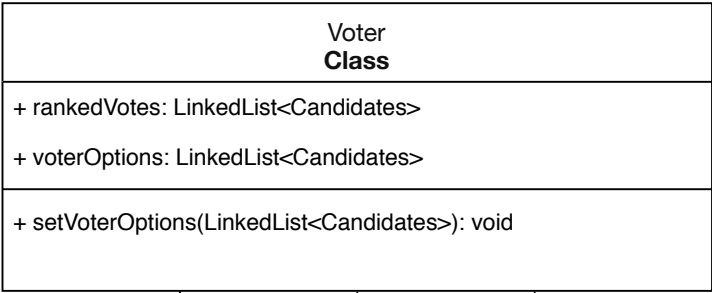 Voter
Class
+ rankedVotes: LinkedList<Candidates>
+ voterOptions: LinkedList<Candidates>
+ setVoterOptions(LinkedList<Candidates>): void